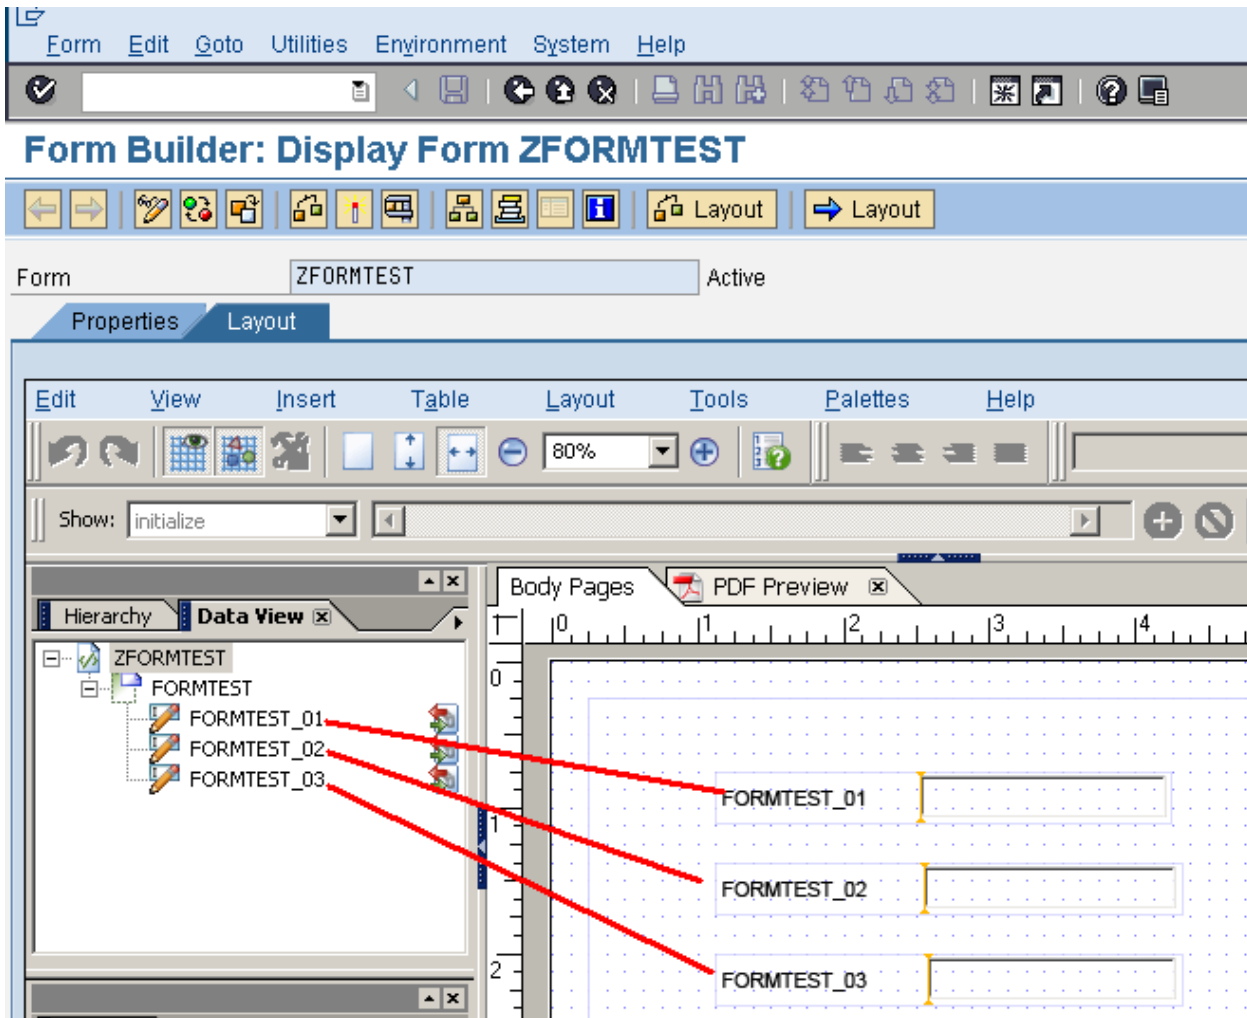 Form Edit Goto Utilities Environment System Help
Form Builder: Display Form ZFORMTEST
Layout Layout
Form ZFORMTEST Active
Properties Layout
Edit View Insert Table Layout Tools Palettes Help
80%
Show: initialize
Body Pages PDF Preview
Hierarchy Data View
0 1 2 3 4
ZFORMTEST
FORMTEST
FORMTEST_01
FORMTEST_02
FORMTEST_03
0
1
2
FORMTEST_01
FORMTEST_02
FORMTEST_03